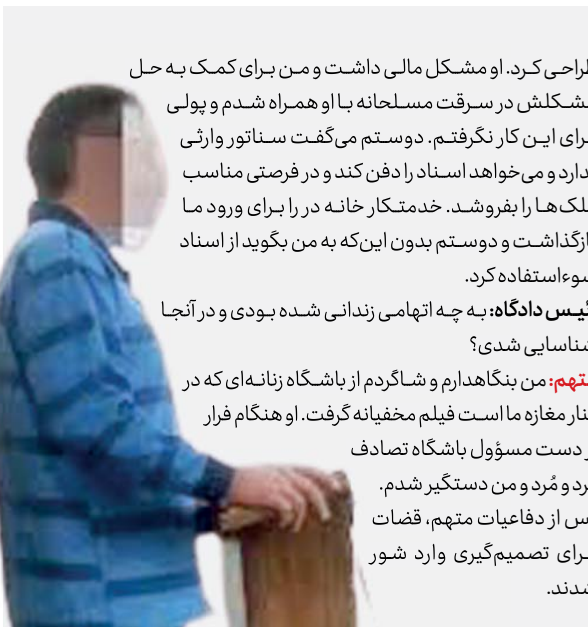 طراحی کرد. او مشکل مالی داشت و من برای کمک به حل
مشکلش در سرقت مسلحانه با او همراه شدم و پولی
برای این کار نگرفتم. دوستم می‌گفت سناتور وارثی
ندارد و می‌خواهد اسناد را دفن کند و در فرصتی مناسب
ملک‌ها را بفروشد. خدمتکار خانه در را برای ورود ما
بازگذاشت و دوستم بدون این‌که به من بگوید از اسناد
سوءاستفاده کرد.
رئیس دادگاه: به چه اتهامی زندانی شده بودی و در آنجا
شناسایی شدی؟
متهم: من بنگاهدارم و شاگردم از باشگاه زنانه‌ای که در
کنار مغازه ما است فیلم مخفیانه گرفت. او هنگام فرار
از دست مسؤول باشگاه تصادف
کرد و مُرد و من دستگیر شدم.
پس از دفاعیات متهم، قضات
برای تصمیم‌گیری وارد شور
شدند.